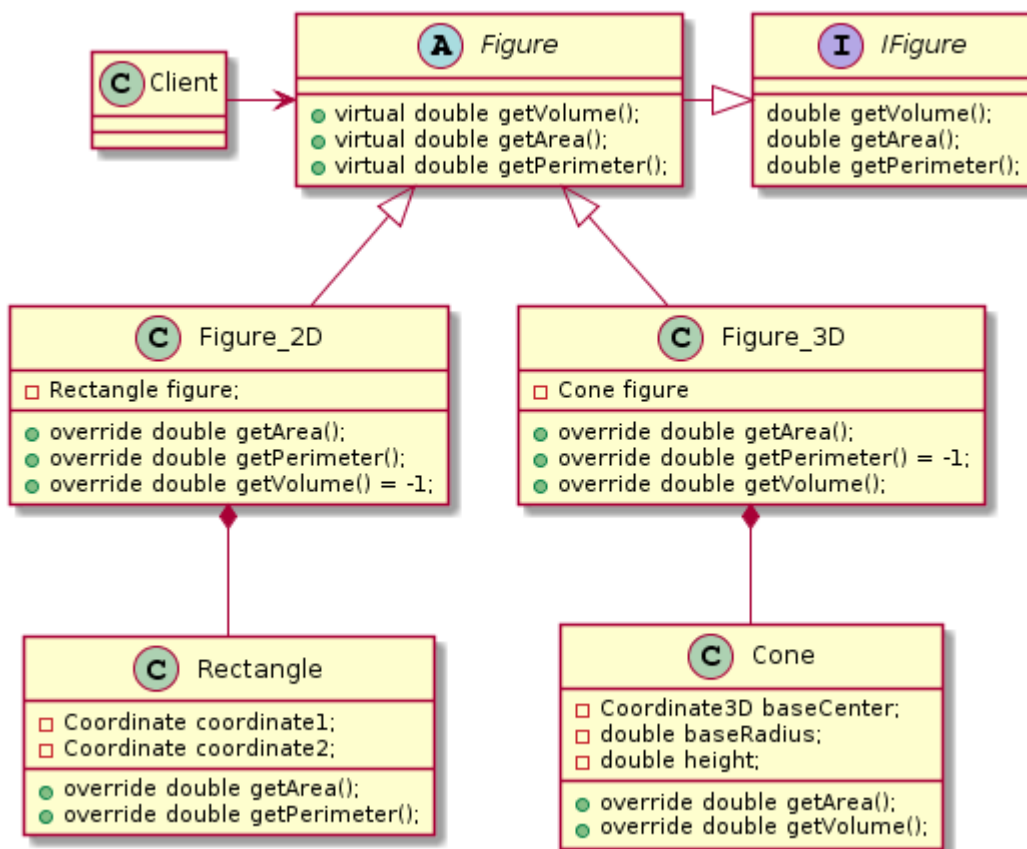 C Client
A Figure
virtual double getVolume();
virtual double getArea();
virtual double getPerimeter();
I IFigure
double getVolume();
double getArea();
double getPerimeter();
C Figure_2D
Rectangle figure;
override double getArea();
override double getPerimeter();
override double getVolume() = -1;
C Figure_3D
Cone figure
override double getArea();
override double getPerimeter() = -1;
override double getVolume();
C Rectangle
Coordinate coordinate1;
Coordinate coordinate2;
override double getArea();
override double getPerimeter();
C Cone
Coordinate3D baseCenter;
double baseRadius;
double height;
override double getArea();
override double getVolume();